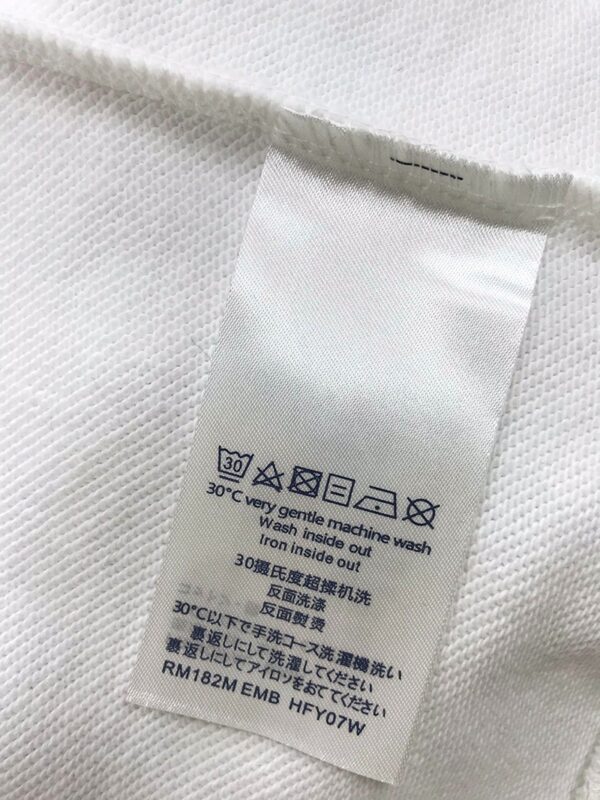 30
30°C very gentle machine wash
Wash inside out
Iron inside out
30摄氏度超揉机洗
反面洗涤
反面熨烫
30℃以下で手洗コース洗濯機洗い
裏返しにして洗濯してください
裏返しにしてアイロンをおてください
RM182M EMB HFY07W